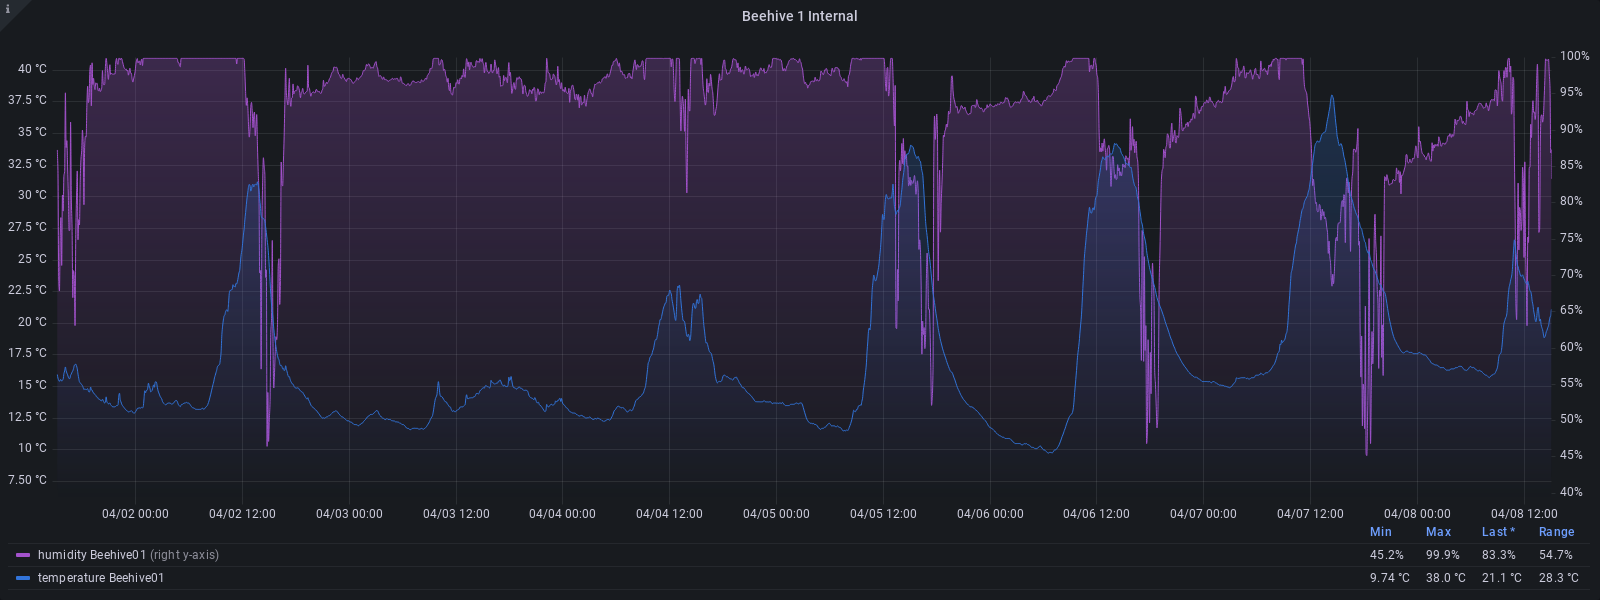 i
Beehive 1 Internal
40 °C 100%
37.5 °C 95%
35 °C 90%
32.5 °C 85%
30 °C 80%
27.5 °C 75%
25 °C 70%
22.5 °C 65%
20 °C 60%
17.5 °C 55%
15 °C 50%
12.5 °C 45%
10 °C 40%
7.50 °C
04/02 00:00 04/02 12:00 04/03 00:00 04/03 12:00 04/04 00:00 04/04 12:00 04/05 00:00 04/05 12:00 04/06 00:00 04/06 12:00 04/07 00:00 04/07 12:00 04/08 00:00 04/08 12:00
Min Max Last * Range
humidity Beehive01 (right y-axis) 45.2% 99.9% 83.3% 54.7%
temperature Beehive01 9.74 °C 38.0 °C 21.1 °C 28.3 °C